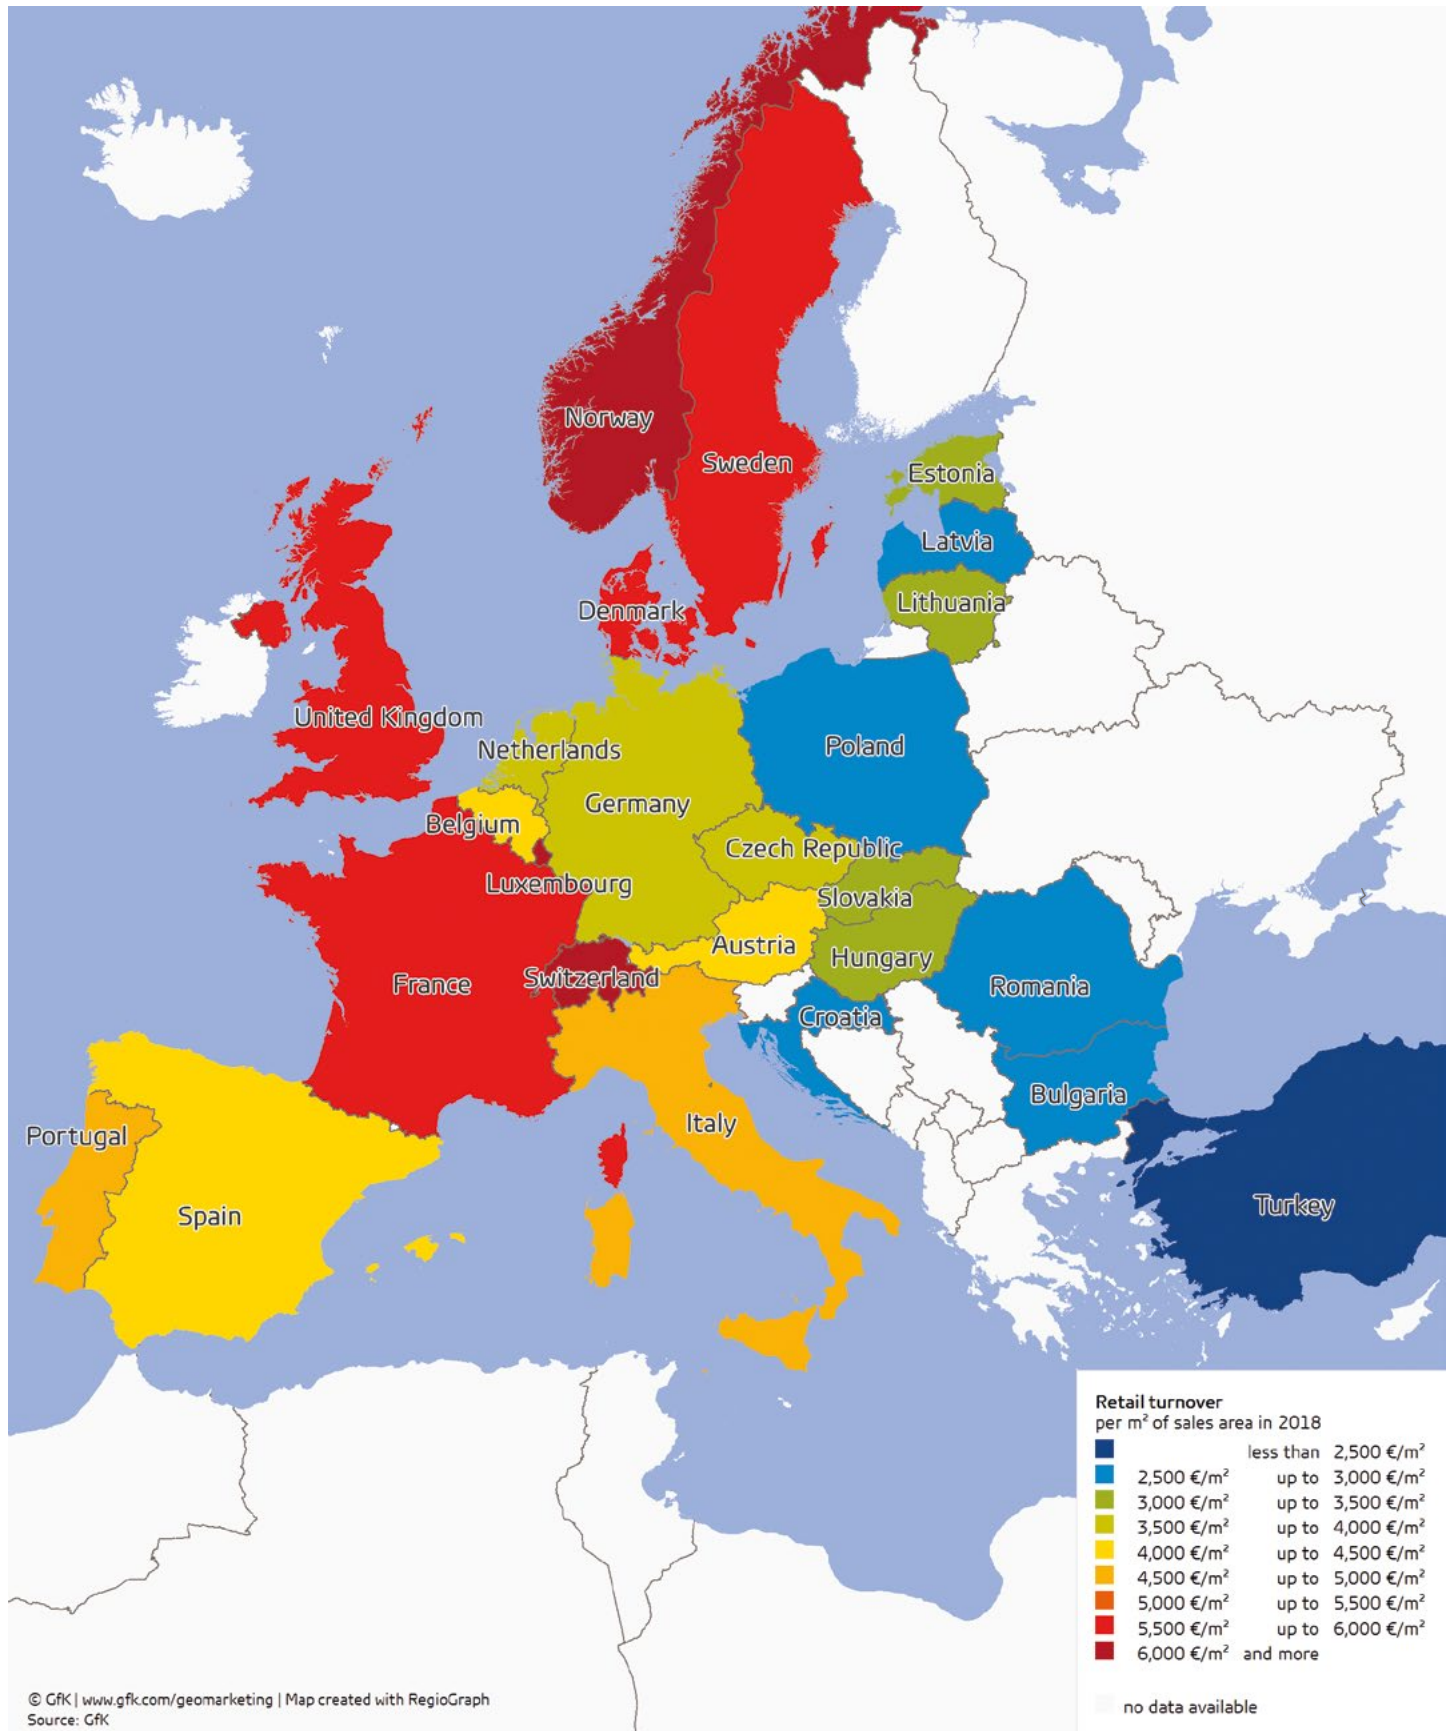 Norway
Sweden
Estonia
Latvia
Lithuania
Denmark
United Kingdom
Netherlands
Poland
Germany
Belgium
Czech Republic
Luxembourg
Slovakia
Austria
Hungary
Switzerland
France
Romania
Croatia
Bulgaria
Italy
Portugal
Turkey
Spain
Retail turnover
per m² of sales area in 2018
less than 2,500 €/m²
2,500 €/m² up to 3,000 €/m²
3,000 €/m² up to 3,500 €/m²
3,500 €/m² up to 4,000 €/m²
4,000 €/m² up to 4,500 €/m²
4,500 €/m² up to 5,000 €/m²
5,000 €/m² up to 5,500 €/m²
5,500 €/m² up to 6,000 €/m²
6,000 €/m² and more
no data available
© GfK | www.gfk.com/geomarketing | Map created with RegioGraph
Source: GfK